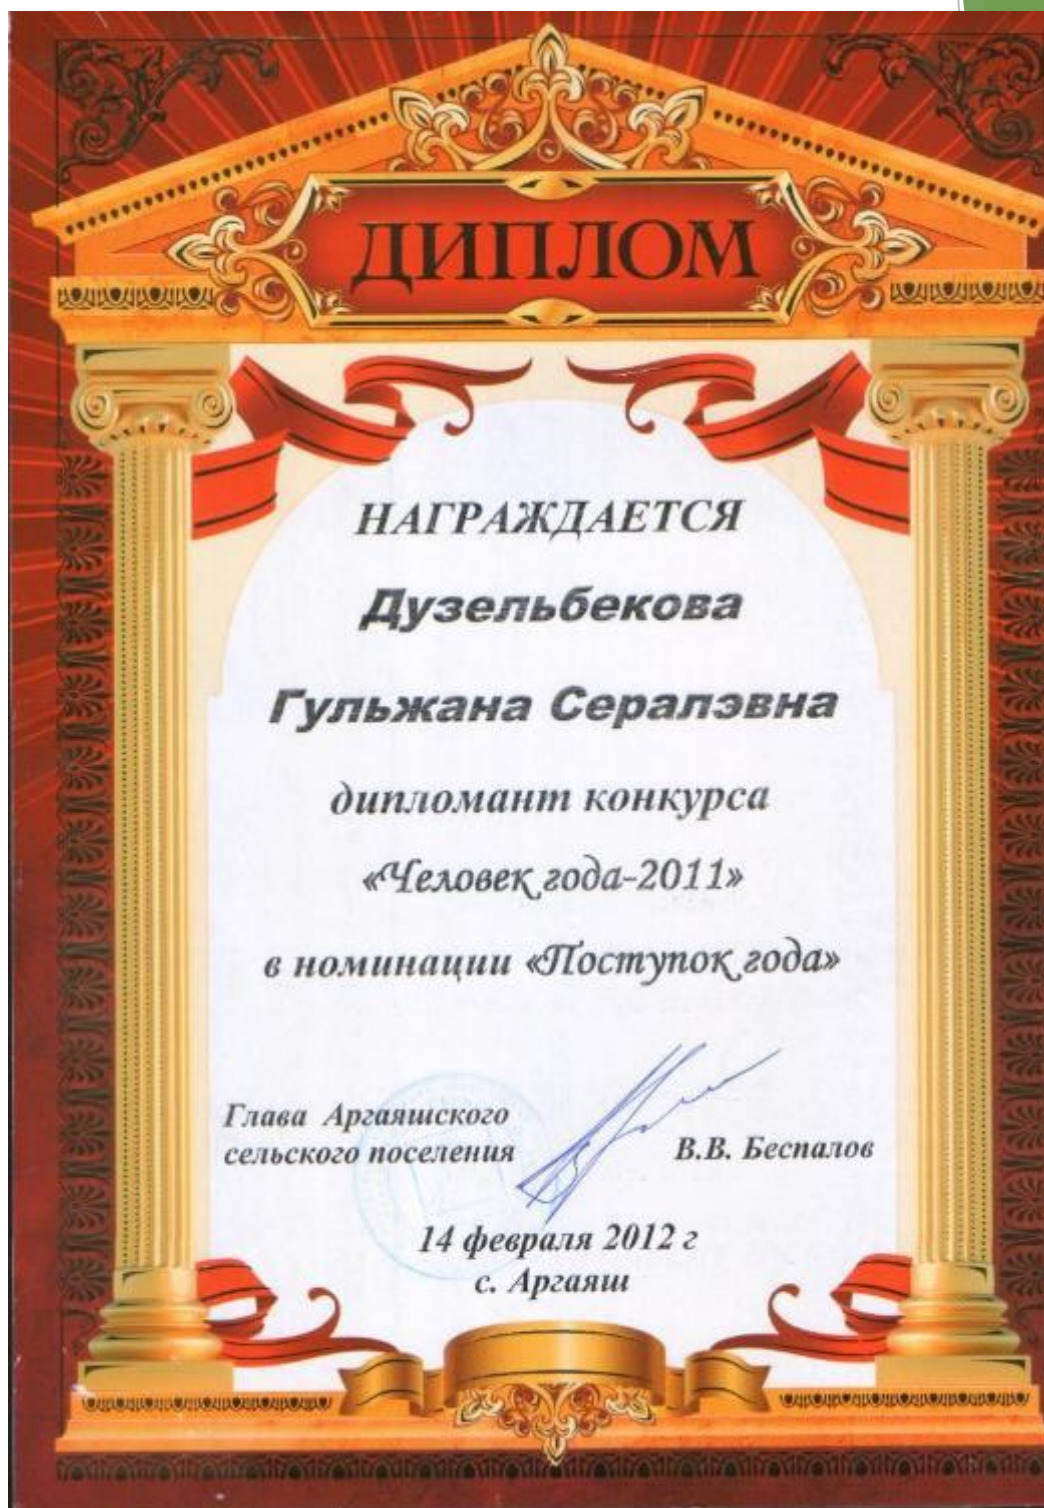 ДИПЛОМ
НАГРАЖДАЕТСЯ
Дузельбекова
Гульжана Сералэвна
дипломант конкурса
«Человек года-2011»
в номинации «Поступок года»
Глава Аргаяшского
сельского поселения
В.В. Беспалов
14 февраля 2012 г
с. Аргаяш